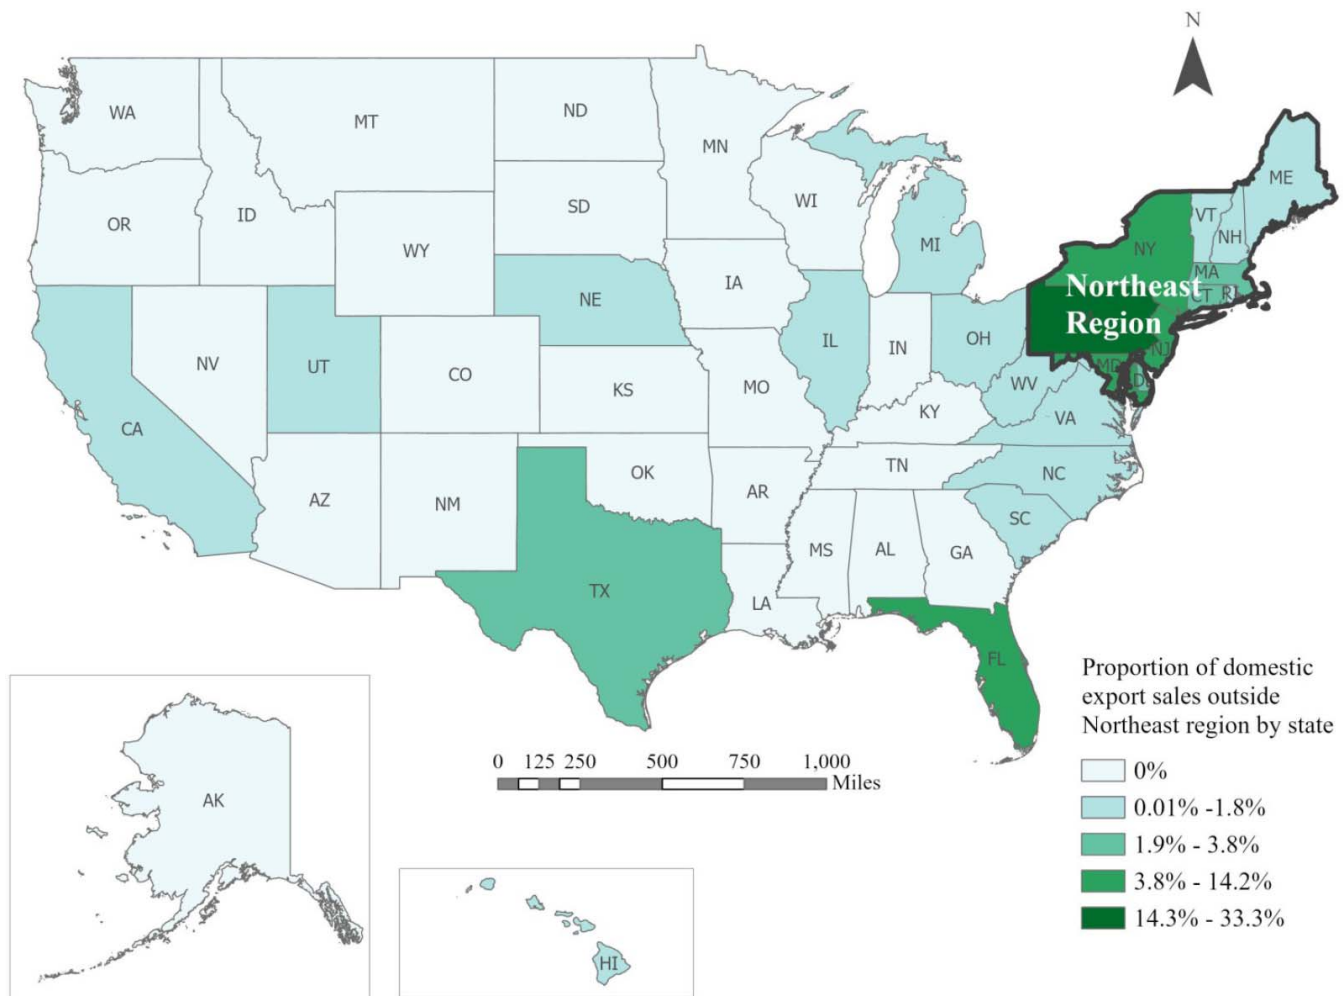 N
WA
MT
ND
MN
ME
OR
ID
SD
WI
VT
NH
WY
MI
NY
MA
IA
Northeast
Region
CT
RI
NE
NV
UT
CO
IL
IN
OH
NJ
MD
KS
MO
WV
KY
VA
CA
TN
NC
AZ
NM
OK
AR
SC
MS
AL
GA
TX
LA
FL
AK
HI
0 125 250 500 750 1,000
Miles
Proportion of domestic
export sales outside
Northeast region by state
0%
0.01% -1.8%
1.9% - 3.8%
3.8% - 14.2%
14.3% - 33.3%